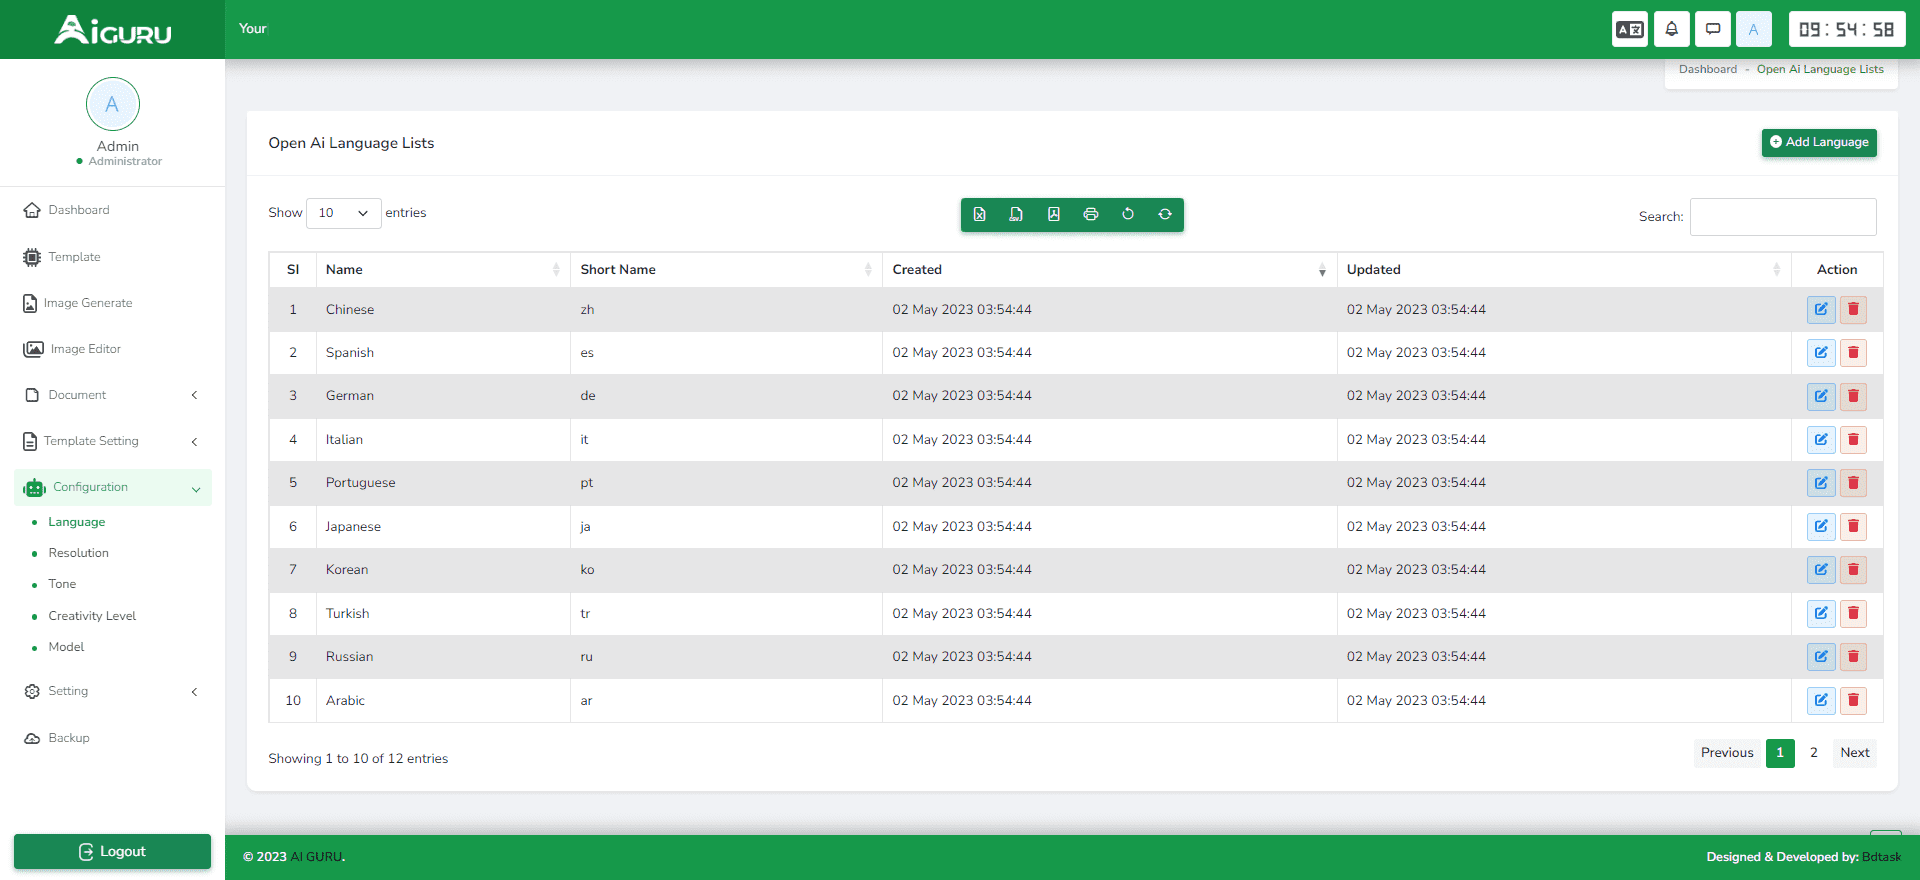 AIGURU
Your
A
09:54:58
Dashboard - Open Ai Language Lists
A
Admin
Administrator
Dashboard
Template
Image Generate
Image Editor
Document
Template Setting
Configuration
Language
Resolution
Tone
Creativity Level
Model
Setting
Backup
Logout
Open Ai Language Lists
Add Language
Show 10 entries
CSV
Search:
Sl Name Short Name Created Updated Action
1 Chinese zh 02 May 2023 03:54:44 02 May 2023 03:54:44
2 Spanish es 02 May 2023 03:54:44 02 May 2023 03:54:44
3 German de 02 May 2023 03:54:44 02 May 2023 03:54:44
4 Italian it 02 May 2023 03:54:44 02 May 2023 03:54:44
5 Portuguese pt 02 May 2023 03:54:44 02 May 2023 03:54:44
6 Japanese ja 02 May 2023 03:54:44 02 May 2023 03:54:44
7 Korean ko 02 May 2023 03:54:44 02 May 2023 03:54:44
8 Turkish tr 02 May 2023 03:54:44 02 May 2023 03:54:44
9 Russian ru 02 May 2023 03:54:44 02 May 2023 03:54:44
10 Arabic ar 02 May 2023 03:54:44 02 May 2023 03:54:44
Showing 1 to 10 of 12 entries
Previous 1 2 Next
© 2023 AI GURU.
Designed & Developed by: Bdtask